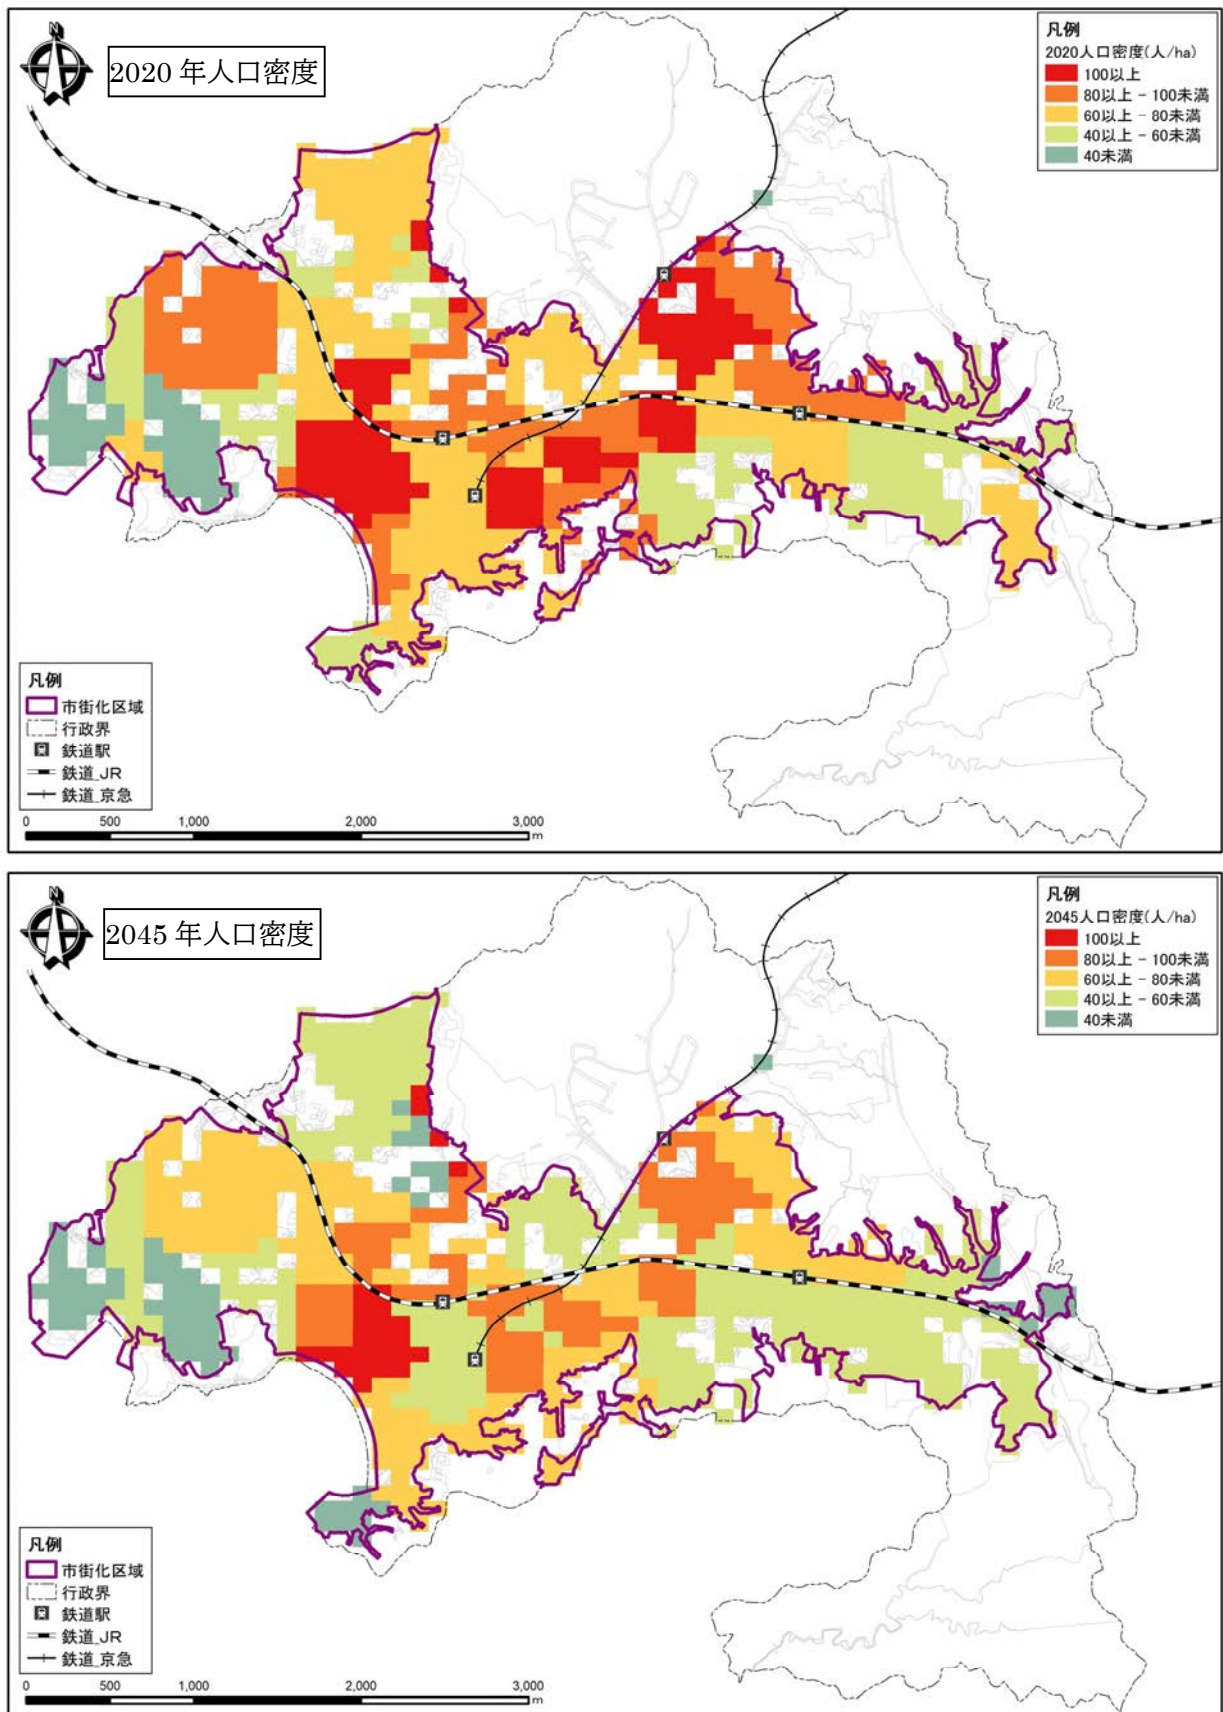 N
2020 年人口密度
凡例
2020人口密度(人/ha)
100以上
80以上 - 100未満
60以上 - 80未満
40以上 - 60未満
40未満
凡例
市街化区域
行政界
鉄道駅
鉄道_JR
鉄道_京急
0 500 1,000 2,000 3,000
m
N
2045 年人口密度
凡例
2045人口密度(人/ha)
100以上
80以上 - 100未満
60以上 - 80未満
40以上 - 60未満
40未満
凡例
市街化区域
行政界
鉄道駅
鉄道_JR
鉄道_京急
0 500 1,000 2,000 3,000
m